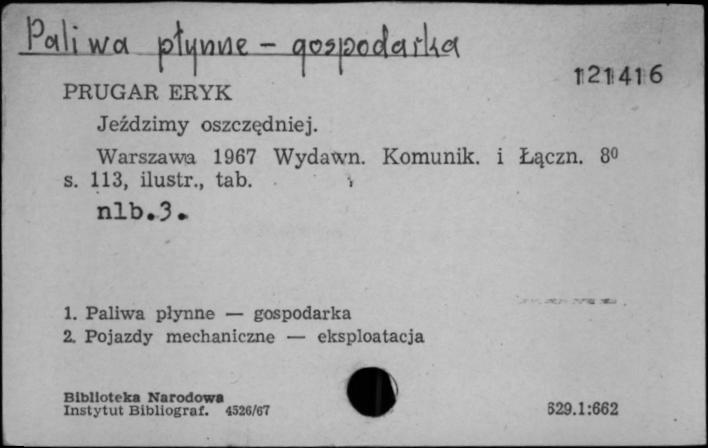 Paliwa płynne - gospodarka
121416
PRUGAR ERYK
Jeździmy oszczędniej.
Warszawa 1967 Wydawn. Komunik. i Łączn. 8⁰
s. 113, ilustr., tab.
nlb.3.
1. Paliwa płynne — gospodarka
2. Pojazdy mechaniczne — eksploatacja
Biblioteka Narodowa
Instytut Bibliograf. 4526/67
629.1:662